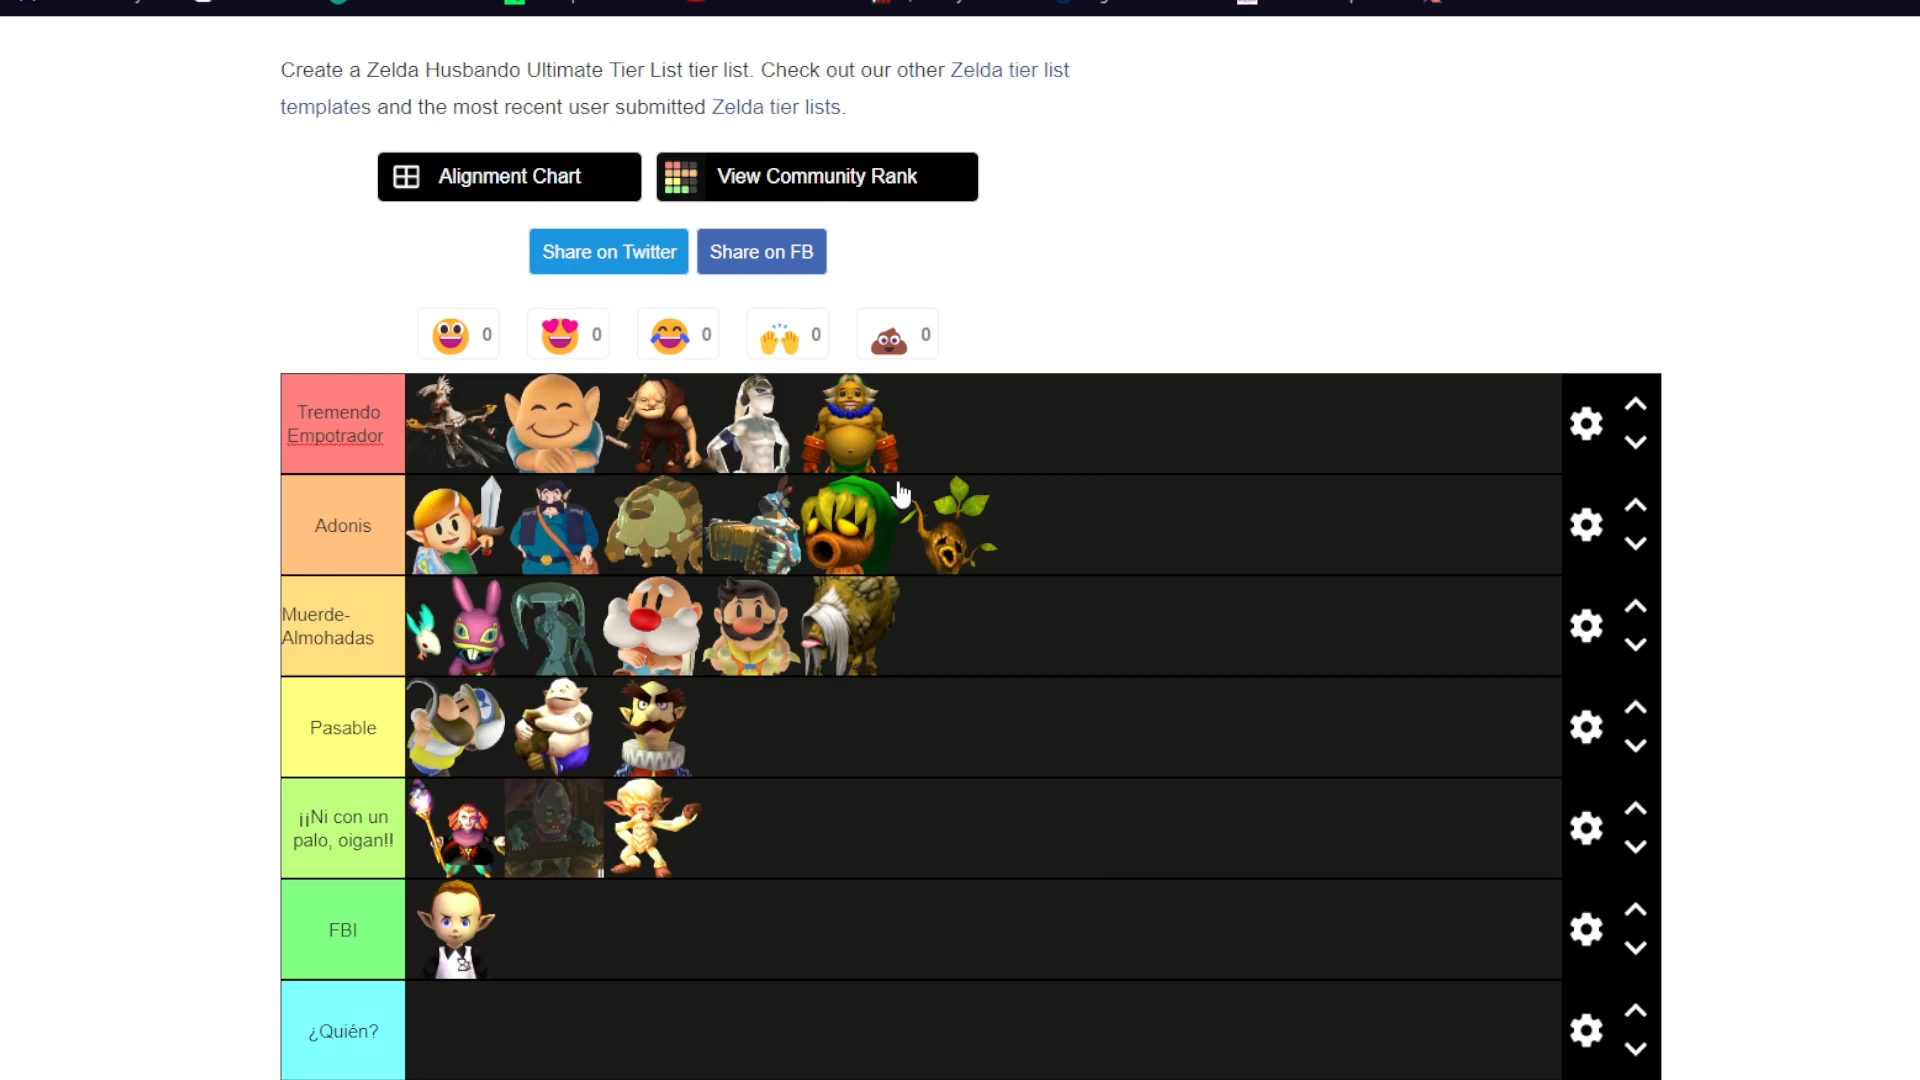 Create a Zelda Husbando Ultimate Tier List tier list. Check out our other Zelda tier list
templates and the most recent user submitted Zelda tier lists.
Alignment Chart
View Community Rank
Share on Twitter
Share on FB
0
0
0
0
0
Tremendo
Empotrador
Adonis
Muerde-
Almohadas
Pasable
¡¡Ni con un
palo, oigan!!
FBI
¿Quién?